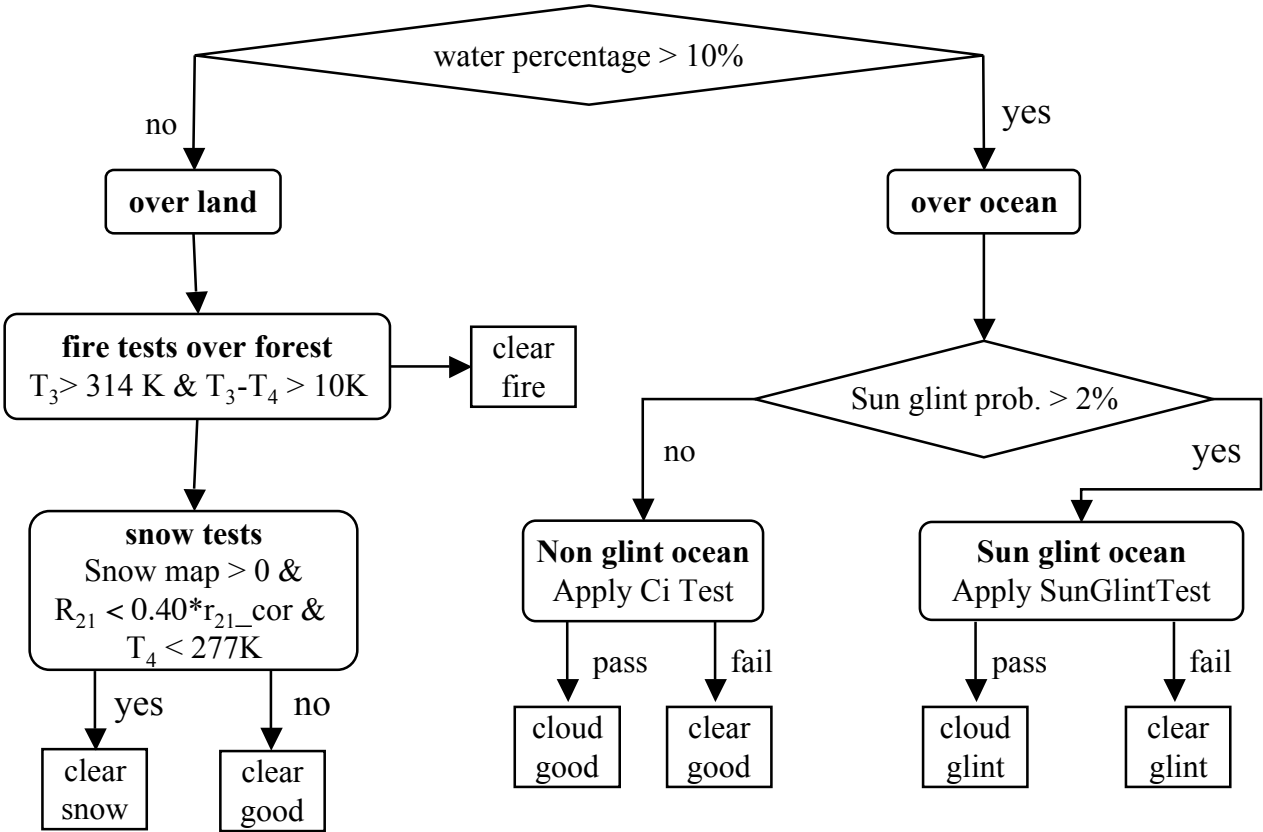 water percentage > 10%
no
yes
over land
over ocean
fire tests over forest
T₃> 314 K & T₃-T₄ > 10K
clear
fire
Sun glint prob. > 2%
no
yes
snow tests
Snow map > 0 &
R₂₁ < 0.40*r₂₁_cor &
T₄ < 277K
Non glint ocean
Apply Ci Test
Sun glint ocean
Apply SunGlintTest
yes
no
pass
fail
pass
fail
clear
snow
clear
good
cloud
good
clear
good
cloud
glint
clear
glint